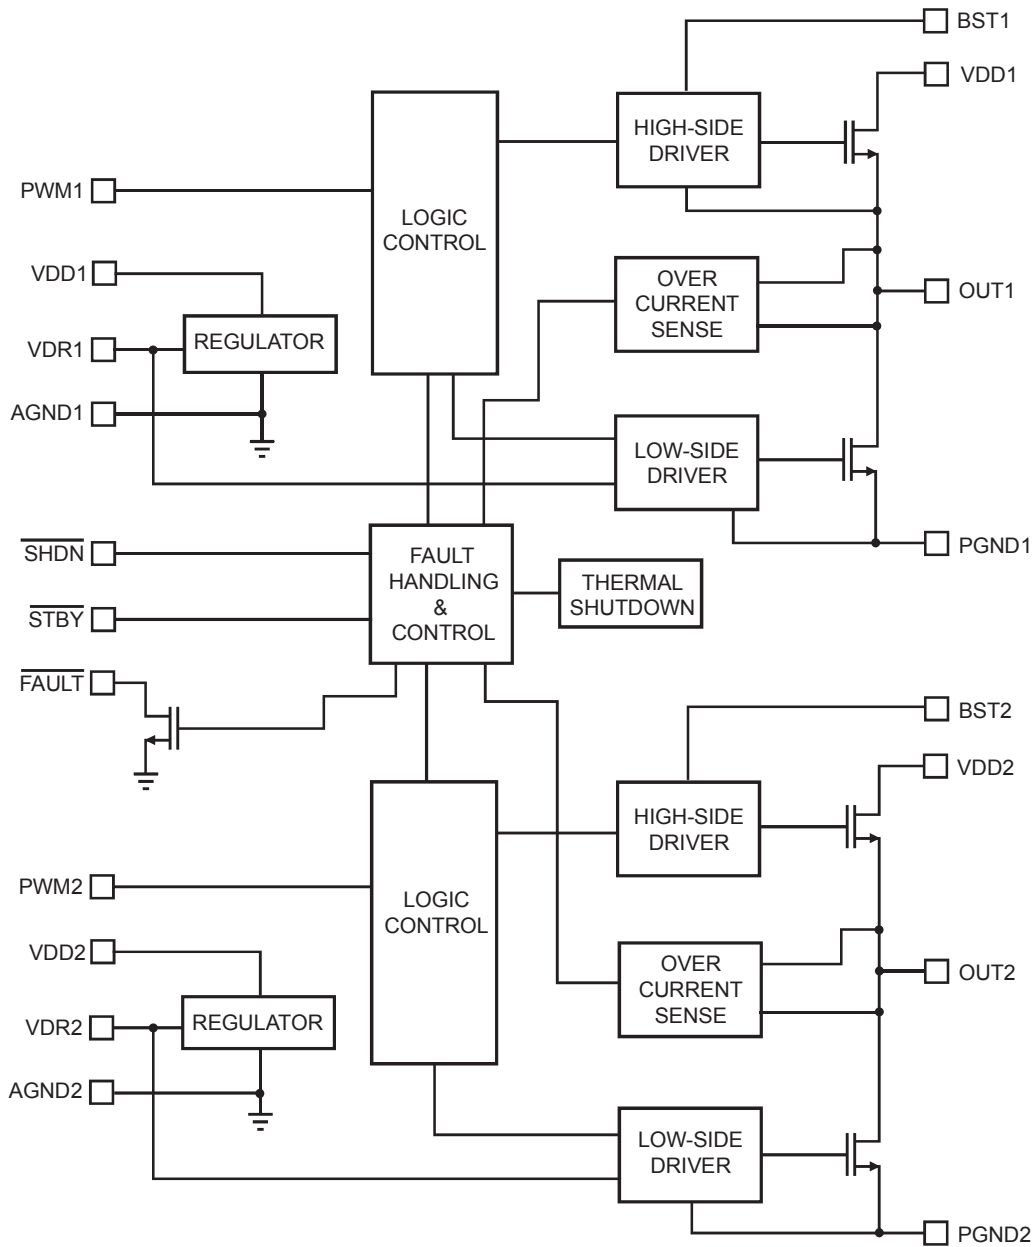 BST1
VDD1
HIGH-SIDE
DRIVER
PWM1
LOGIC
CONTROL
VDD1
OVER
CURRENT
SENSE
OUT1
REGULATOR
VDR1
AGND1
LOW-SIDE
DRIVER
SHDN
FAULT
HANDLING
&
CONTROL
PGND1
THERMAL
SHUTDOWN
STBY
FAULT
BST2
VDD2
HIGH-SIDE
DRIVER
PWM2
LOGIC
CONTROL
VDD2
OVER
CURRENT
SENSE
OUT2
REGULATOR
VDR2
AGND2
LOW-SIDE
DRIVER
PGND2